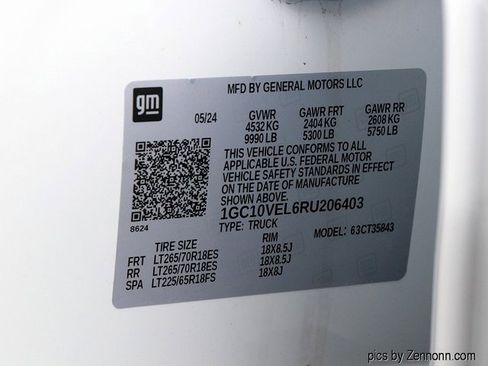 gm
MFD BY GENERAL MOTORS LLC
05/24 GVWR GAWR FRT GAWR RR
4532 KG 2404 KG 2608 KG
9990 LB 5300 LB 5750 LB
THIS VEHICLE CONFORMS TO ALL
APPLICABLE U.S. FEDERAL MOTOR
VEHICLE SAFETY STANDARDS IN EFFECT
ON THE DATE OF MANUFACTURE SHOWN ABOVE.
1GC10VEL6RU206403
8624 TYPE: TRUCK MODEL: 63CT35843
TIRE SIZE RIM
FRT LT265/70R18ES 18X8.5J
RR LT265/70R18ES 18X8.5J
SPA LT225/65R18FS 18X8J
pics by Zennonn.com